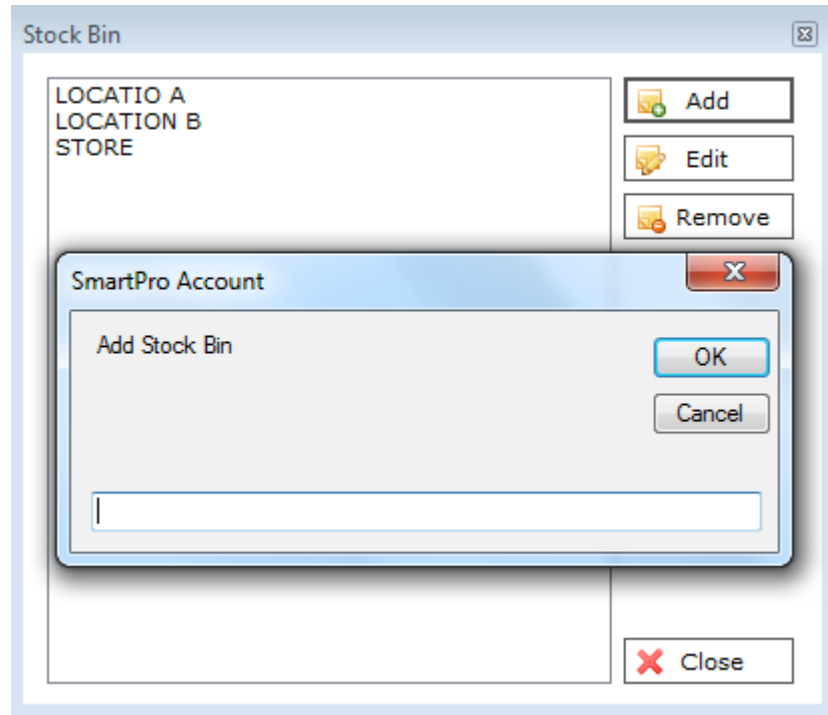 Stock Bin
LOCATIO A
LOCATION B
STORE
Add
Edit
Remove
SmartPro Account
Add Stock Bin
OK
Cancel
Close